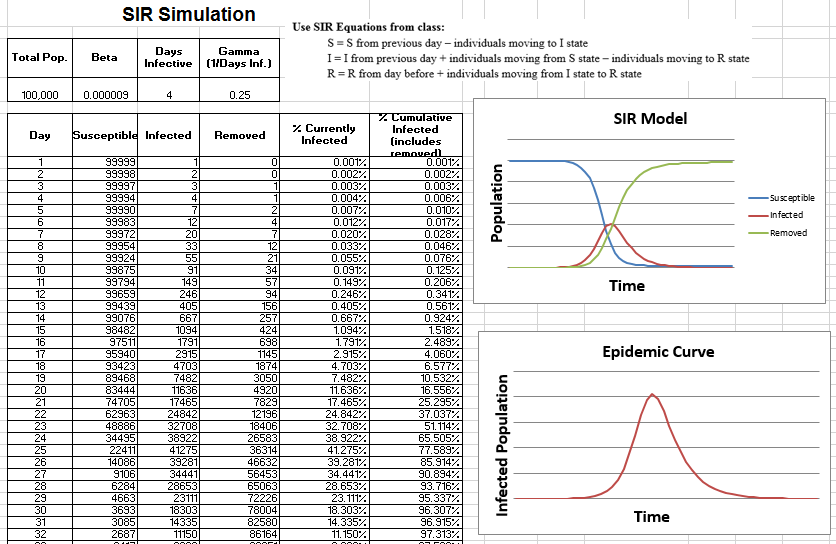 SIR Simulation
Use SIR Equations from class:
S = S from previous day – individuals moving to I state
I = I from previous day + individuals moving from S state – individuals moving to R state
R = R from day before + individuals moving from I state to R state
Total Pop. Beta Days Infective Gamma (1/Days Inf.)
100,000 0.000009 4 0.25
Day Susceptible Infected Removed % Currently Infected % Cumulative Infected (includes removed)
1 99999 1 0 0.001% 0.001%
2 99998 2 0 0.002% 0.002%
3 99997 3 1 0.003% 0.003%
4 99994 4 1 0.004% 0.006%
5 99990 7 2 0.007% 0.010%
6 99983 12 4 0.012% 0.017%
7 99972 20 7 0.020% 0.028%
8 99954 33 12 0.033% 0.046%
9 99924 55 21 0.055% 0.076%
10 99875 91 34 0.091% 0.125%
11 99794 149 57 0.149% 0.206%
12 99659 246 94 0.246% 0.341%
13 99439 405 156 0.405% 0.561%
14 99076 667 257 0.667% 0.924%
15 98482 1094 424 1.094% 1.518%
16 97511 1791 698 1.791% 2.489%
17 95940 2915 1145 2.915% 4.060%
18 93423 4703 1874 4.703% 6.577%
19 89468 7482 3050 7.482% 10.532%
20 83444 11636 4920 11.636% 16.556%
21 74705 17465 7829 17.465% 25.295%
22 62963 24842 12196 24.842% 37.037%
23 48886 32708 18406 32.708% 51.114%
24 34495 38922 26583 38.922% 65.505%
25 22411 41275 36314 41.275% 77.589%
26 14086 39281 46632 39.281% 85.914%
27 9106 34441 56453 34.441% 90.894%
28 6284 28653 65063 28.653% 93.716%
29 4663 23111 72226 23.111% 95.337%
30 3693 18303 78004 18.303% 96.307%
31 3085 14335 82580 14.335% 96.915%
32 2687 11150 86164 11.150% 97.313%
SIR Model
Population
Susceptible
Infected
Removed
Time
Epidemic Curve
Infected Population
Time